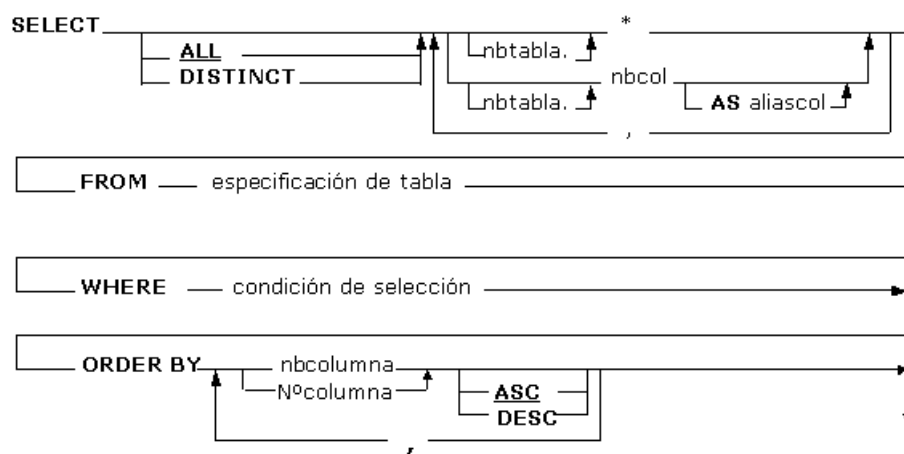 SELECT
*
ALL
nbtabla.
DISTINCT
nbcol
nbtabla.
AS aliascol
,
FROM especificación de tabla
WHERE condición de selección
ORDER BY nbcolumna
Nºcolumna
ASC
DESC
,